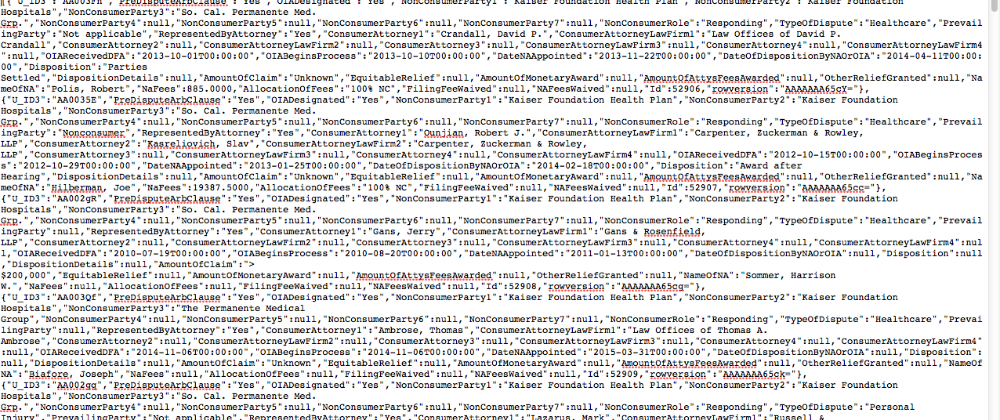 [{"U_ID3":"AA003Fh","PreDisputeArbClause":"Yes","OIADesignated":"Yes","NonConsumerParty1":"Kaiser Foundation Health Plan","NonConsumerParty2":"Kaiser Foundation
Hospitals","NonConsumerParty3":"So. Cal. Permanente Med.
Grp.","NonConsumerParty4":null,"NonConsumerParty5":null,"NonConsumerParty6":null,"NonConsumerParty7":null,"NonConsumerRole":"Responding","TypeOfDispute":"Healthcare","Prevail
ingParty":"Not applicable","RepresentedByAttorney":"Yes","ConsumerAttorney1":"Crandall, David P.","ConsumerAttorneyLawFirm1":"Law Offices of David P.
Crandall","ConsumerAttorney2":null,"ConsumerAttorneyLawFirm2":null,"ConsumerAttorney3":null,"ConsumerAttorneyLawFirm3":null,"ConsumerAttorney4":null,"ConsumerAttorneyLawFirm4
":null,"OIAReceivedDFA":"2013-10-01T00:00:00","OIABeginsProcess":"2013-10-10T00:00:00","DateNAAppointed":"2013-11-22T00:00:00","DateOfDispositionByNAOrOIA":"2014-04-11T00:00:
00","Disposition":"Parties
Settled","DispositionDetails":null,"AmountOfClaim":"Unknown","EquitableRelief":null,"AmountOfMonetaryAward":null,"AmountOfAttysFeesAwarded":null,"OtherReliefGranted":null,"Na
meOfNA":"Polis, Robert","NaFees":885.0000,"AllocationOfFees":"100% NC","FilingFeeWaived":null,"NAFeesWaived":null,"Id":52906,"rowversion":"AAAAAAA65cY="},
{"U_ID3":"AA0035E","PreDisputeArbClause":"Yes","OIADesignated":"Yes","NonConsumerParty1":"Kaiser Foundation Health Plan","NonConsumerParty2":"Kaiser Foundation
Hospitals","NonConsumerParty3":"So. Cal. Permanente Med.
Grp.","NonConsumerParty4":null,"NonConsumerParty5":null,"NonConsumerParty6":null,"NonConsumerParty7":null,"NonConsumerRole":"Responding","TypeOfDispute":"Healthcare","Prevail
ingParty":"Nonconsumer","RepresentedByAttorney":"Yes","ConsumerAttorney1":"Ounjian, Robert J.","ConsumerAttorneyLawFirm1":"Carpenter, Zuckerman & Rowley,
LLP","ConsumerAttorney2":"Kasreliovich, Slav","ConsumerAttorneyLawFirm2":"Carpenter, Zuckerman & Rowley,
LLP","ConsumerAttorney3":null,"ConsumerAttorneyLawFirm3":null,"ConsumerAttorney4":null,"ConsumerAttorneyLawFirm4":null,"OIAReceivedDFA":"2012-10-15T00:00:00","OIABeginsProces
s":"2012-10-29T00:00:00","DateNAAppointed":"2013-01-25T00:00:00","DateOfDispositionByNAOrOIA":"2014-02-18T00:00:00","Disposition":"Award after
Hearing","DispositionDetails":null,"AmountOfClaim":"Unknown","EquitableRelief":null,"AmountOfMonetaryAward":null,"AmountOfAttysFeesAwarded":null,"OtherReliefGranted":null,"Na
meOfNA":"Hilberman, Joe","NaFees":19387.5000,"AllocationOfFees":"100% NC","FilingFeeWaived":null,"NAFeesWaived":null,"Id":52907,"rowversion":"AAAAAAA65cc="},
{"U_ID3":"AA002gR","PreDisputeArbClause":"Yes","OIADesignated":"Yes","NonConsumerParty1":"Kaiser Foundation Health Plan","NonConsumerParty2":"Kaiser Foundation
Hospitals","NonConsumerParty3":"So. Cal. Permanente Med.
Grp.","NonConsumerParty4":null,"NonConsumerParty5":null,"NonConsumerParty6":null,"NonConsumerParty7":null,"NonConsumerRole":"Responding","TypeOfDispute":"Healthcare","Prevail
ingParty":null,"RepresentedByAttorney":"Yes","ConsumerAttorney1":"Gans, Jerry","ConsumerAttorneyLawFirm1":"Gans & Rosenfield,
LLP","ConsumerAttorney2":null,"ConsumerAttorneyLawFirm2":null,"ConsumerAttorney3":null,"ConsumerAttorneyLawFirm3":null,"ConsumerAttorney4":null,"ConsumerAttorneyLawFirm4":nul
l,"OIAReceivedDFA":"2010-07-19T00:00:00","OIABeginsProcess":"2010-08-20T00:00:00","DateNAAppointed":"2011-01-13T00:00:00","DateOfDispositionByNAOrOIA":null,"Disposition":null
,"DispositionDetails":null,"AmountOfClaim":">
$200,000","EquitableRelief":null,"AmountOfMonetaryAward":null,"AmountOfAttysFeesAwarded":null,"OtherReliefGranted":null,"NameOfNA":"Sommer, Harrison
W.","NaFees":null,"AllocationOfFees":null,"FilingFeeWaived":null,"NAFeesWaived":null,"Id":52908,"rowversion":"AAAAAAA65cg="},
{"U_ID3":"AA003Qf","PreDisputeArbClause":"Yes","OIADesignated":"Yes","NonConsumerParty1":"Kaiser Foundation Health Plan","NonConsumerParty2":"Kaiser Foundation
Hospitals","NonConsumerParty3":"The Permanente Medical
Group","NonConsumerParty4":null,"NonConsumerParty5":null,"NonConsumerParty6":null,"NonConsumerParty7":null,"NonConsumerRole":"Responding","TypeOfDispute":"Healthcare","Prevai
lingParty":null,"RepresentedByAttorney":"Yes","ConsumerAttorney1":"Ambrose, Thomas","ConsumerAttorneyLawFirm1":"Law Offices of Thomas A.
Ambrose","ConsumerAttorney2":null,"ConsumerAttorneyLawFirm2":null,"ConsumerAttorney3":null,"ConsumerAttorneyLawFirm3":null,"ConsumerAttorney4":null,"ConsumerAttorneyLawFirm4"
:null,"OIAReceivedDFA":"2014-11-06T00:00:00","OIABeginsProcess":"2014-11-06T00:00:00","DateNAAppointed":"2015-03-31T00:00:00","DateOfDispositionByNAOrOIA":null,"Disposition":
null,"DispositionDetails":null,"AmountOfClaim":"Unknown","EquitableRelief":null,"AmountOfMonetaryAward":null,"AmountOfAttysFeesAwarded":null,"OtherReliefGranted":null,"NameOf
NA":"Biafore, Joseph","NaFees":null,"AllocationOfFees":null,"FilingFeeWaived":null,"NAFeesWaived":null,"Id":52909,"rowversion":"AAAAAAA65ck="},
{"U_ID3":"AA02gg","PreDisputeArbClause":"Yes","OIADesignated":"Yes","NonConsumerParty1":"Kaiser Foundation Health Plan","NonConsumerParty2":"Kaiser Foundation
Hospitals","NonConsumerParty3":"So. Cal. Permanente Med.
Grp.","NonConsumerParty4":null,"NonConsumerParty5":null,"NonConsumerParty6":null,"NonConsumerParty7":null,"NonConsumerRole":"Responding","TypeOfDispute":"Personal
Injury","PrevailingParty":"Not applicable","RepresentedByAttorney":"Yes","ConsumerAttorney1":"Lazarus, Mark","ConsumerAttorneyLawFirm1":"Russell &